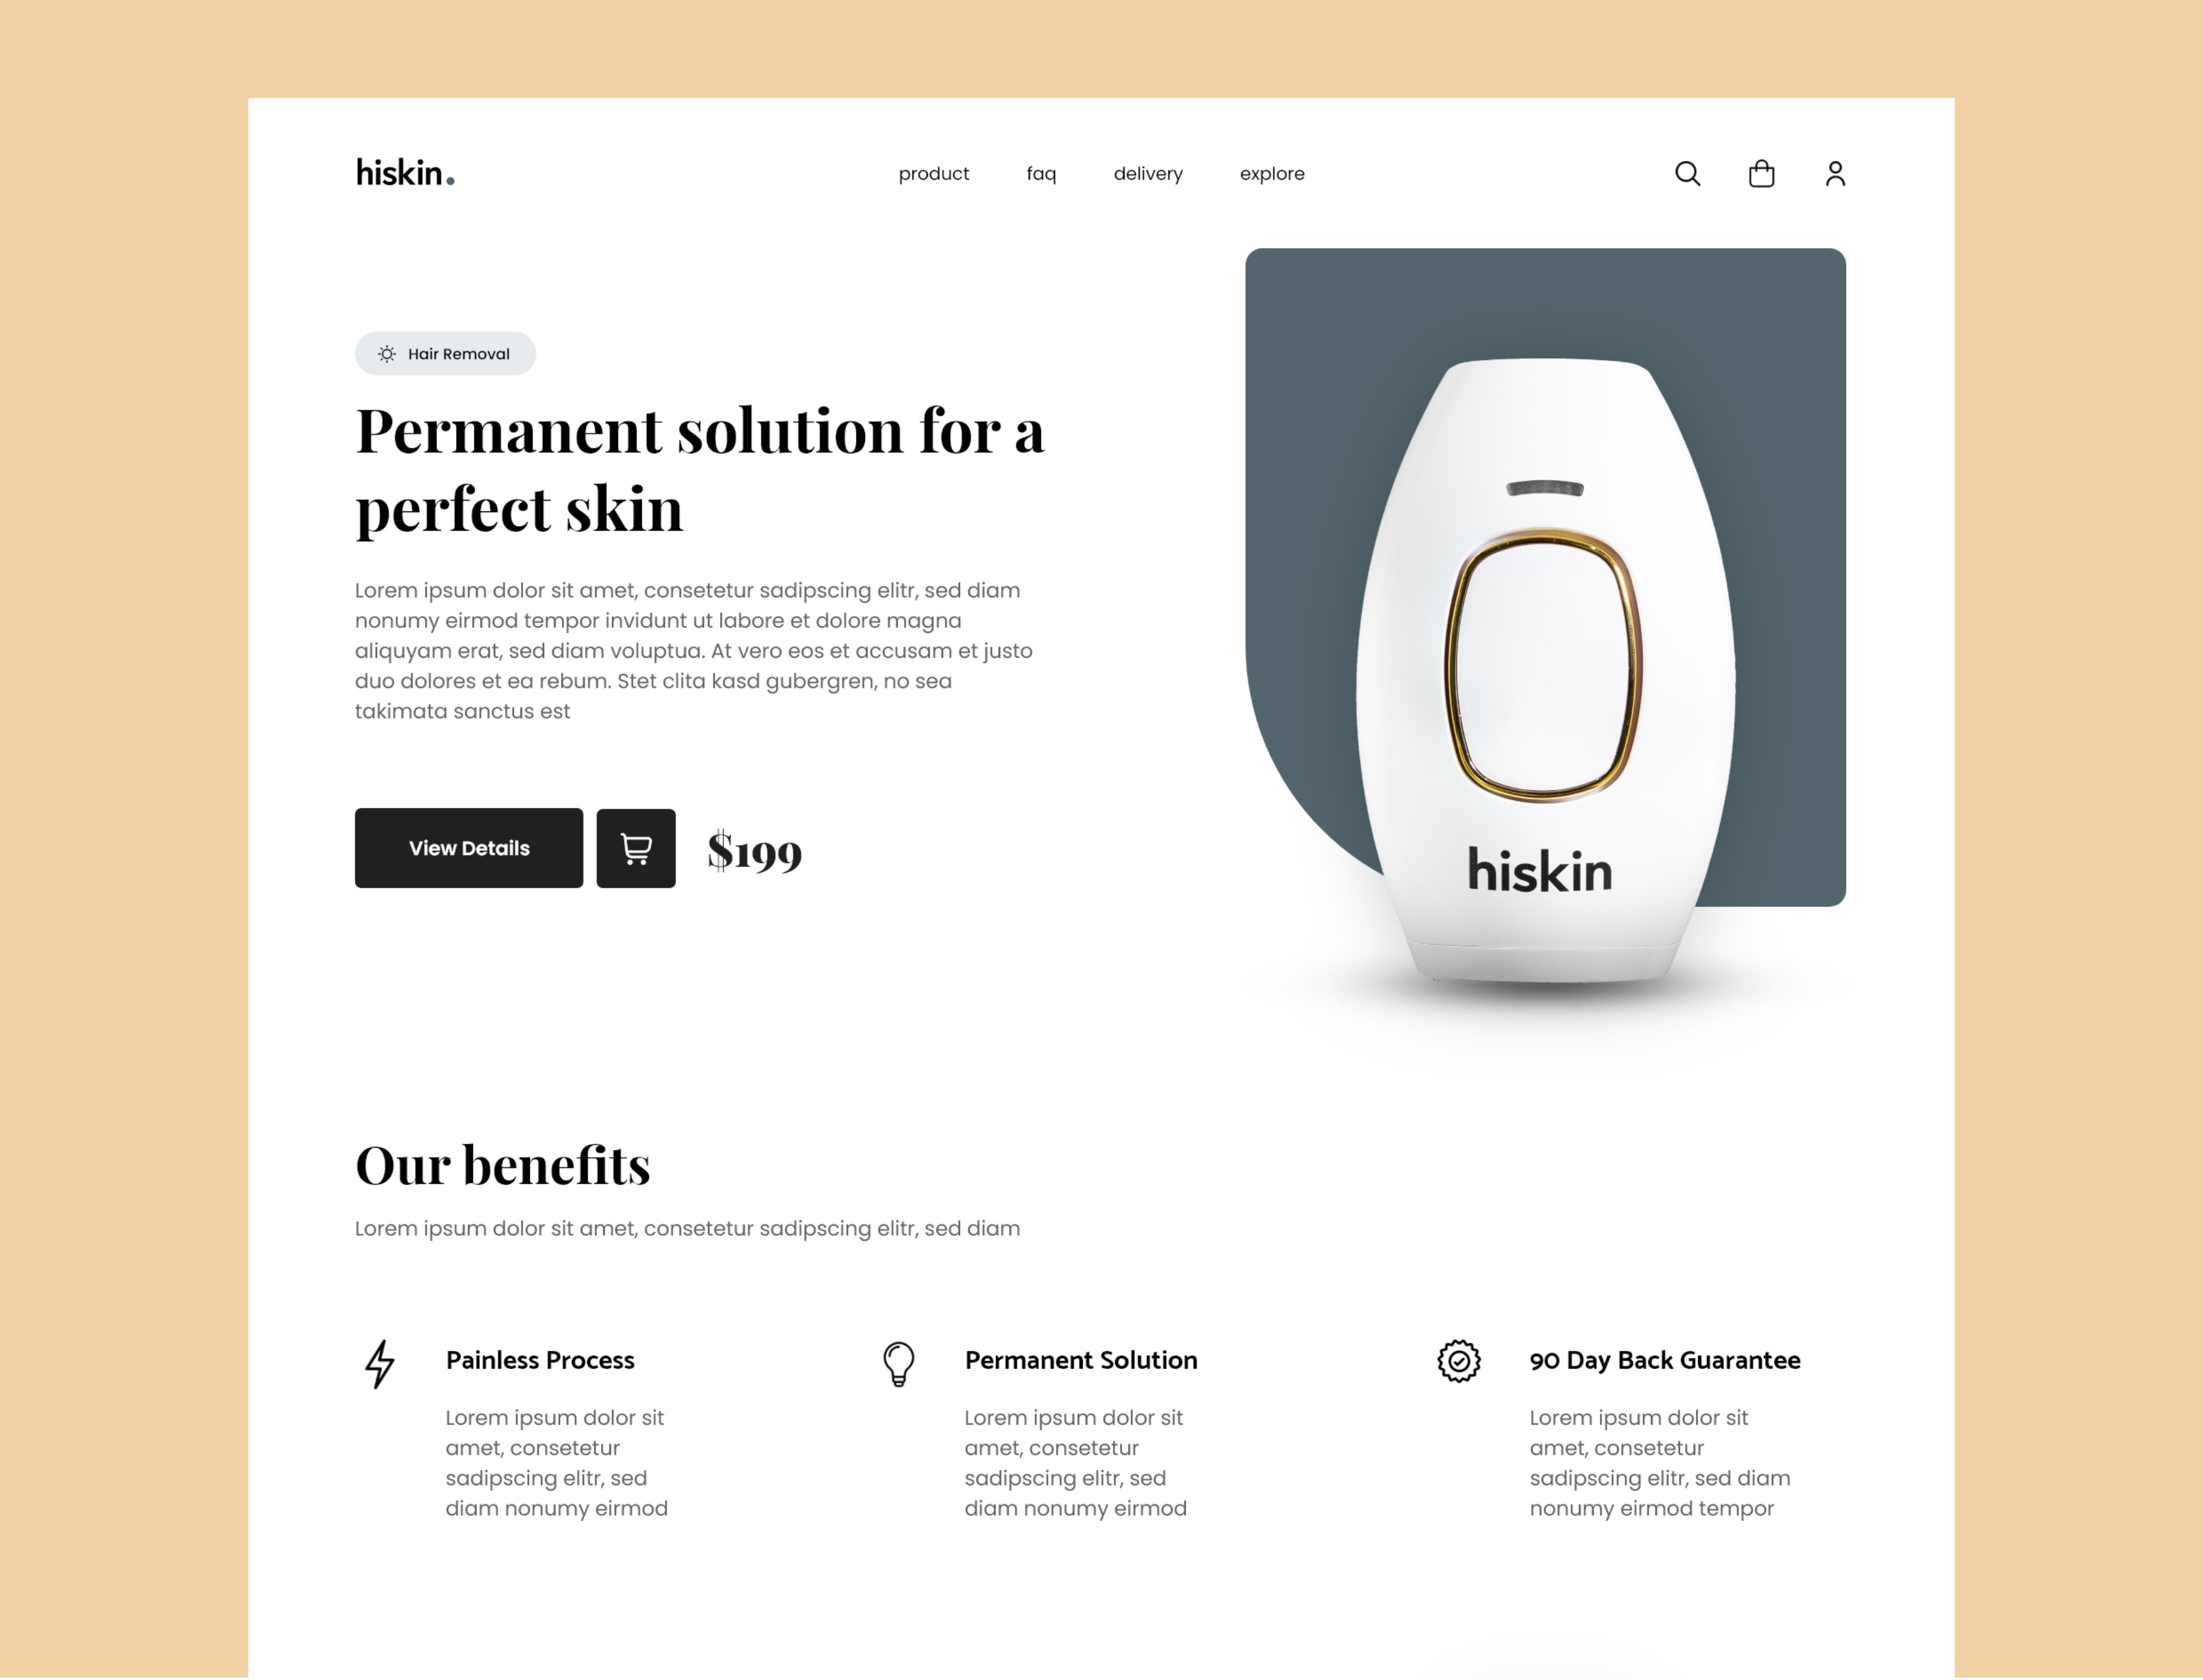 hiskin.
product faq delivery explore
Hair Removal
Permanent solution for a
perfect skin
Lorem ipsum dolor sit amet, consetetur sadipscing elitr, sed diam
nonumy eirmod tempor invidunt ut labore et dolore magna
aliquyam erat, sed diam voluptua. At vero eos et accusam et justo
duo dolores et ea rebum. Stet clita kasd gubergren, no sea
takimata sanctus est
View Details
$199
hiskin
Our benefits
Lorem ipsum dolor sit amet, consetetur sadipscing elitr, sed diam
Painless Process
Lorem ipsum dolor sit
amet, consetetur
sadipscing elitr, sed
diam nonumy eirmod
Permanent Solution
Lorem ipsum dolor sit
amet, consetetur
sadipscing elitr, sed
diam nonumy eirmod
90 Day Back Guarantee
Lorem ipsum dolor sit
amet, consetetur
sadipscing elitr, sed diam
nonumy eirmod tempor